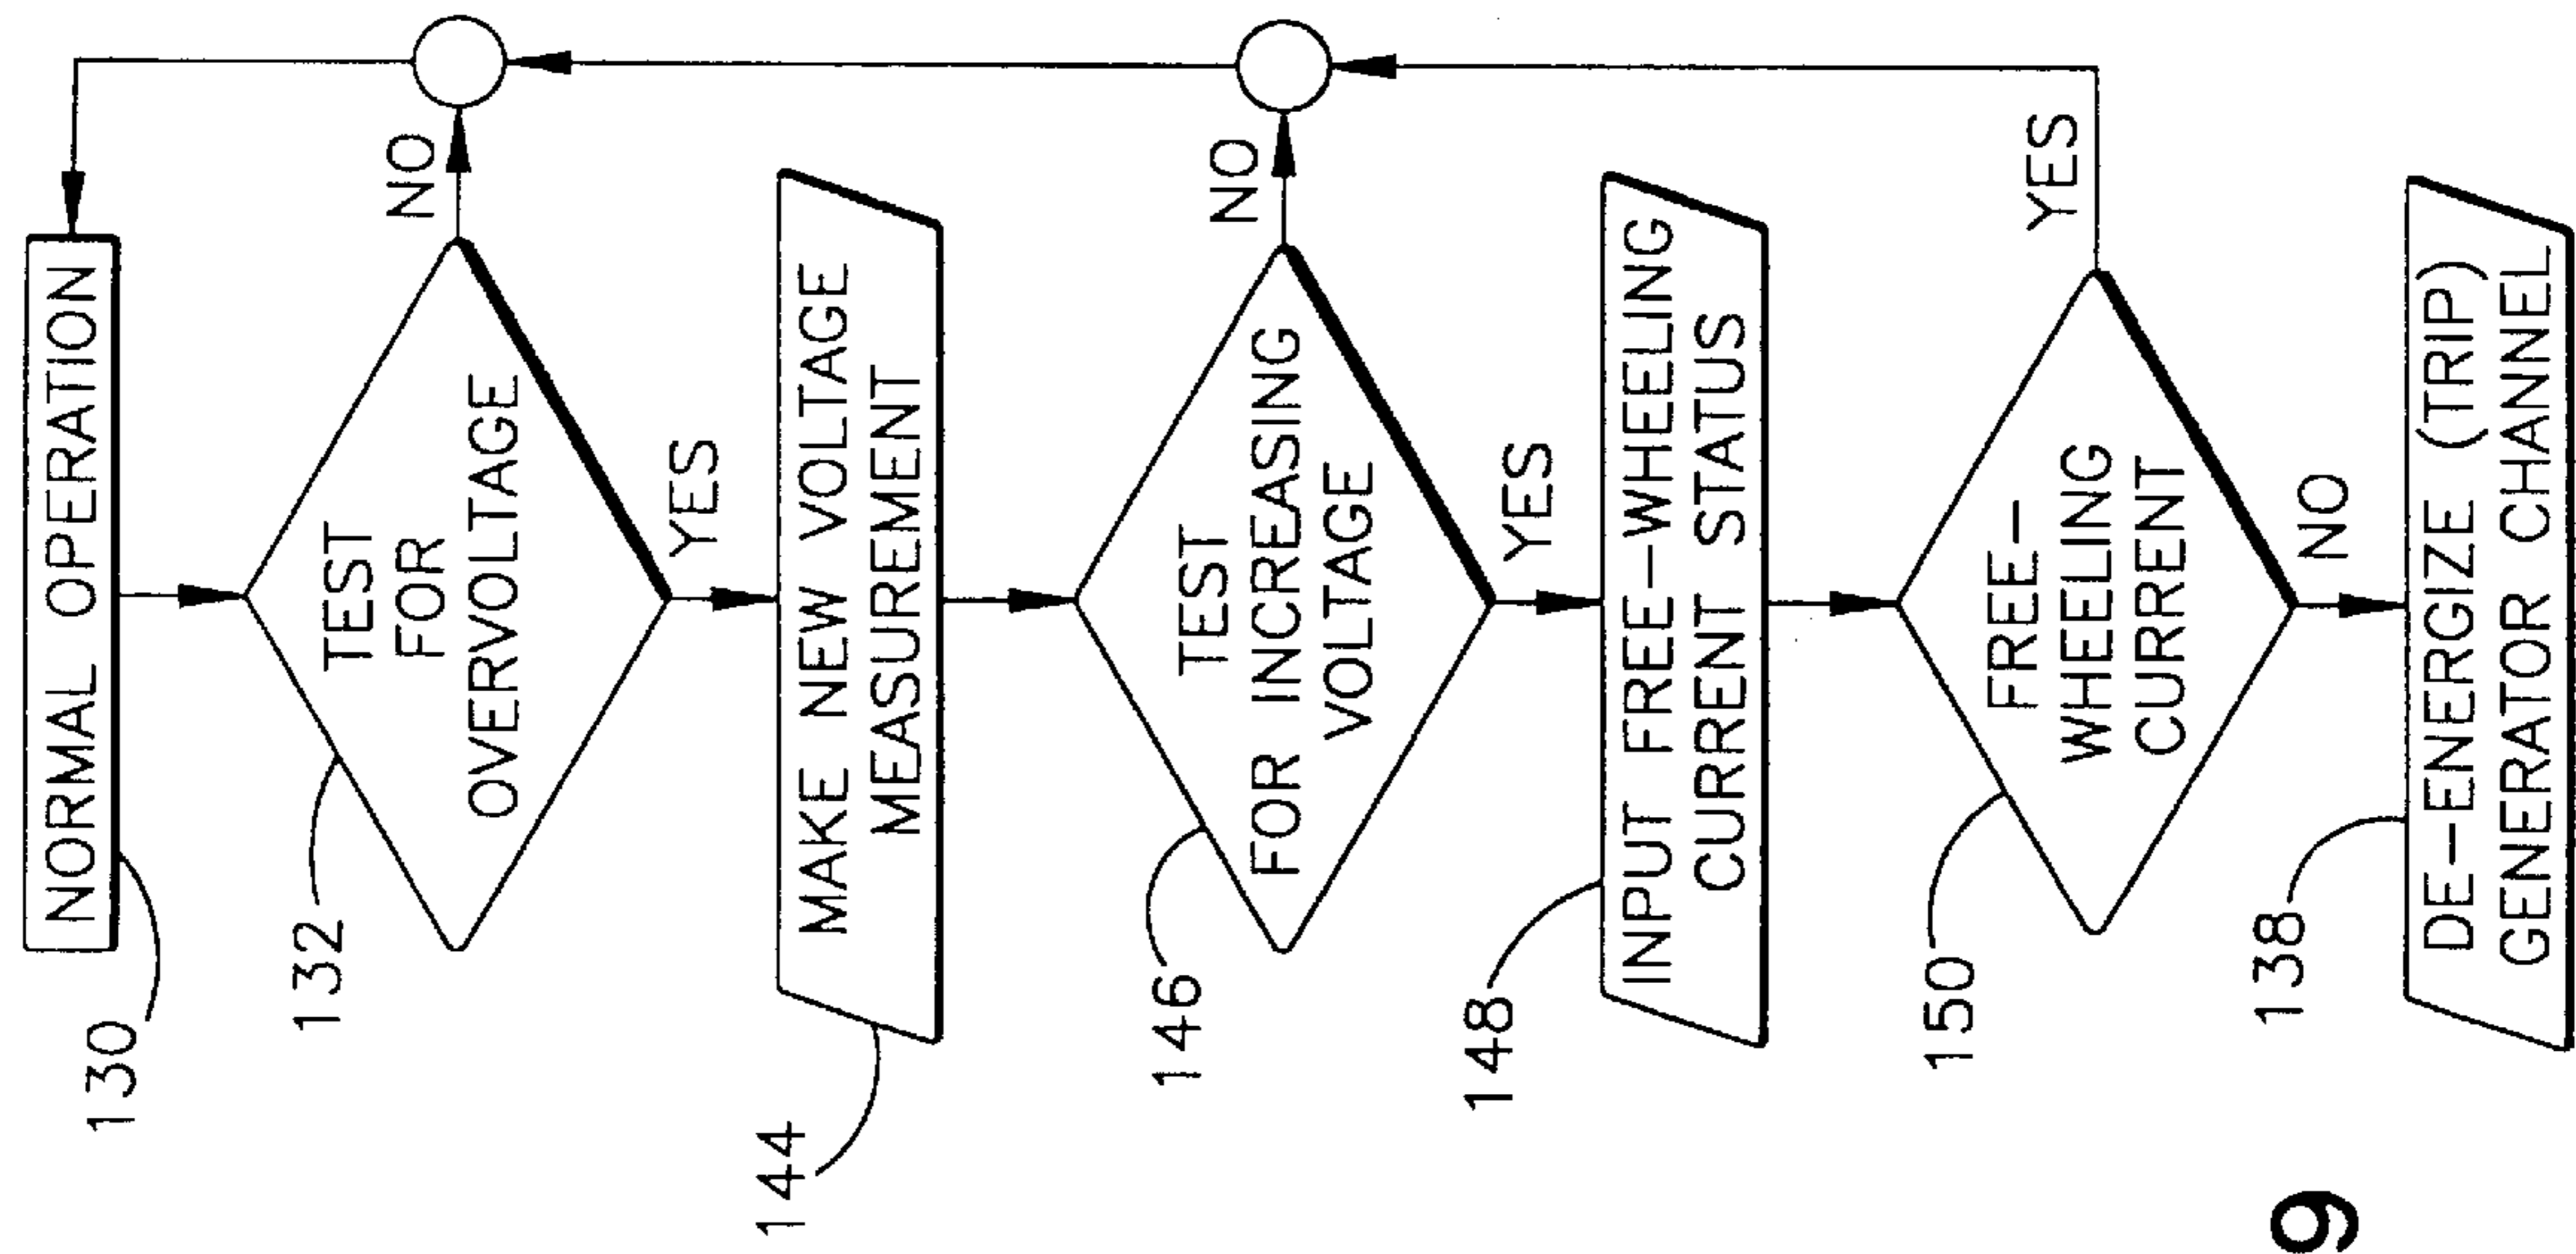 130
NORMAL OPERATION
132
TEST
FOR
OVERVOLTAGE
NO
YES
144
MAKE NEW VOLTAGE
MEASUREMENT
146
TEST
FOR INCREASING
VOLTAGE
NO
YES
148
INPUT FREE-WHEELING
CURRENT STATUS
150
FREE-
WHEELING
CURRENT
YES
NO
138
DE-ENERGIZE (TRIP)
GENERATOR CHANNEL
9